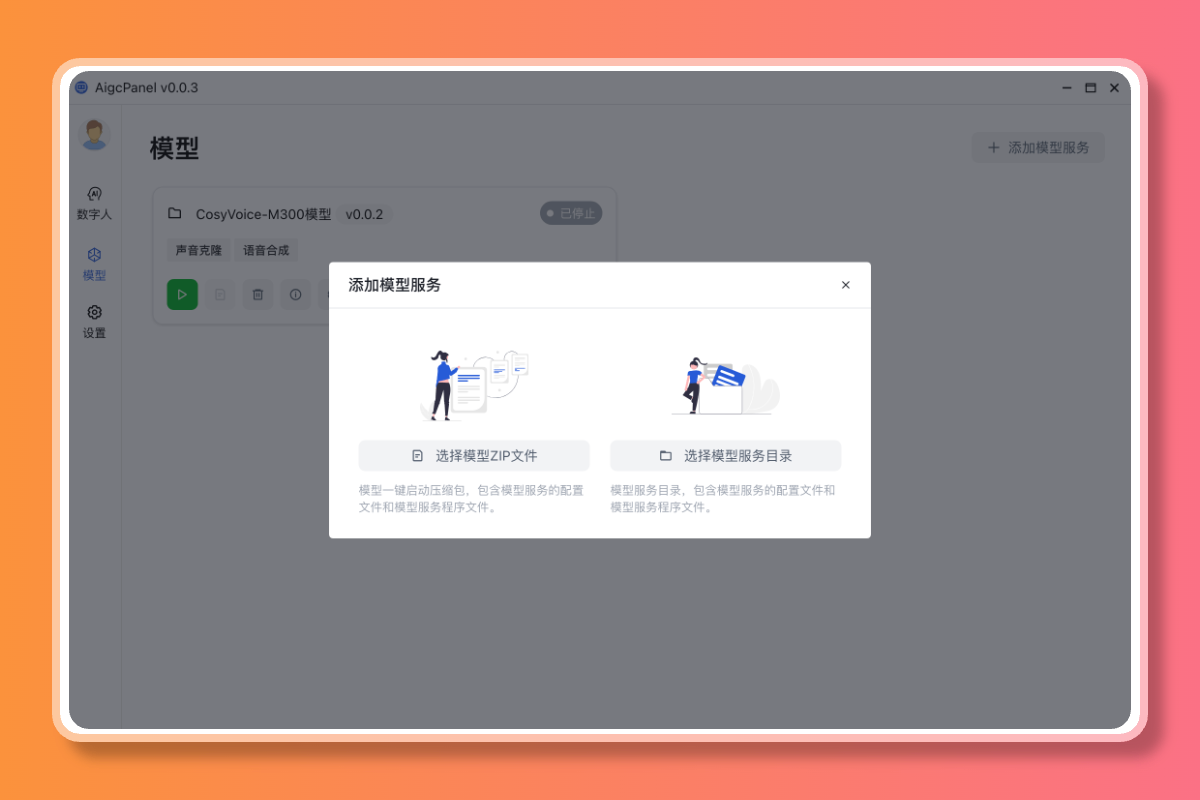 AigcPanel v0.0.3
数字人
模型
设置
模型
添加模型服务
CosyVoice-M300模型 v0.0.2
已停止
声音克隆 语音合成
添加模型服务
选择模型ZIP文件
模型一键启动压缩包，包含模型服务的配置
文件和模型服务程序文件。
选择模型服务目录
模型服务目录，包含模型服务的配置文件和
模型服务程序文件。